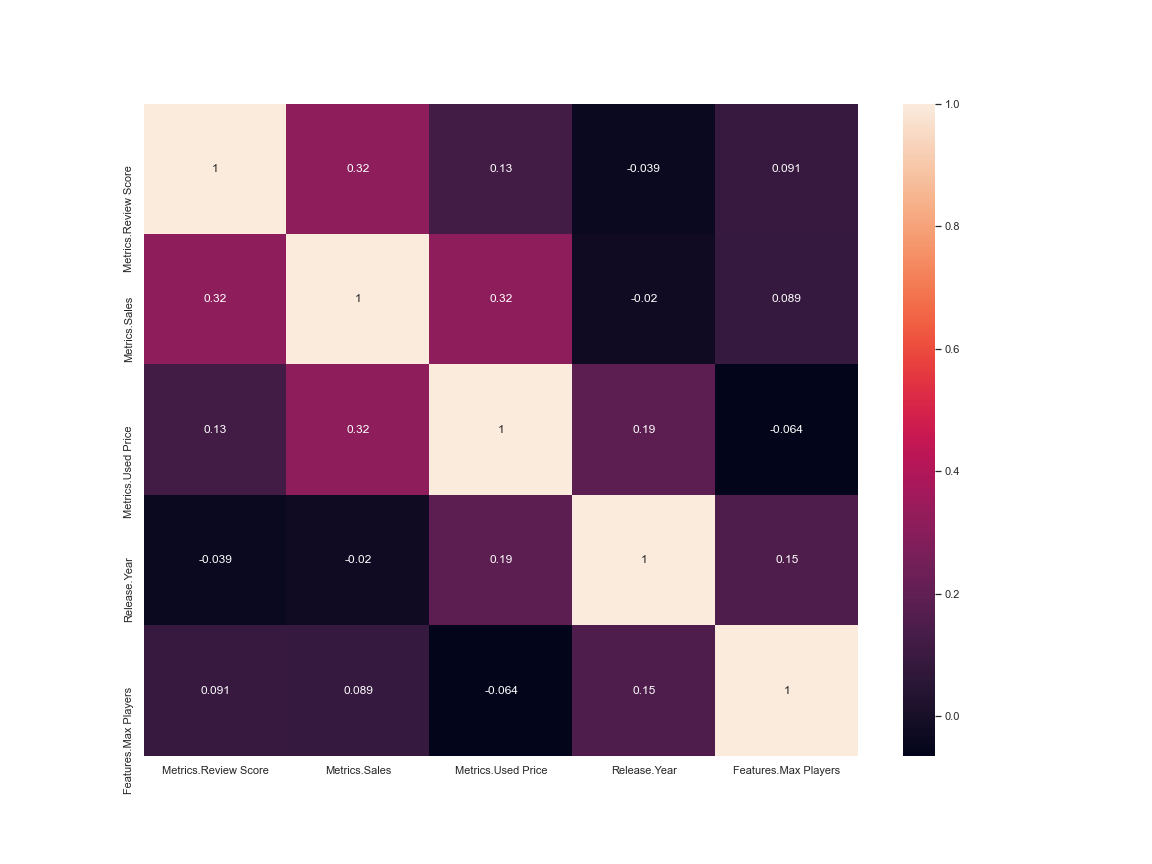 Metrics.Review Score
1 0.32 0.13 -0.039 0.091
Metrics.Sales
0.32 1 0.32 -0.02 0.089
Metrics.Used Price
0.13 0.32 1 0.19 -0.064
Release.Year
-0.039 -0.02 0.19 1 0.15
Features.Max Players
0.091 0.089 -0.064 0.15 1
Metrics.Review Score Metrics.Sales Metrics.Used Price Release.Year Features.Max Players
1.0
0.8
0.6
0.4
0.2
0.0